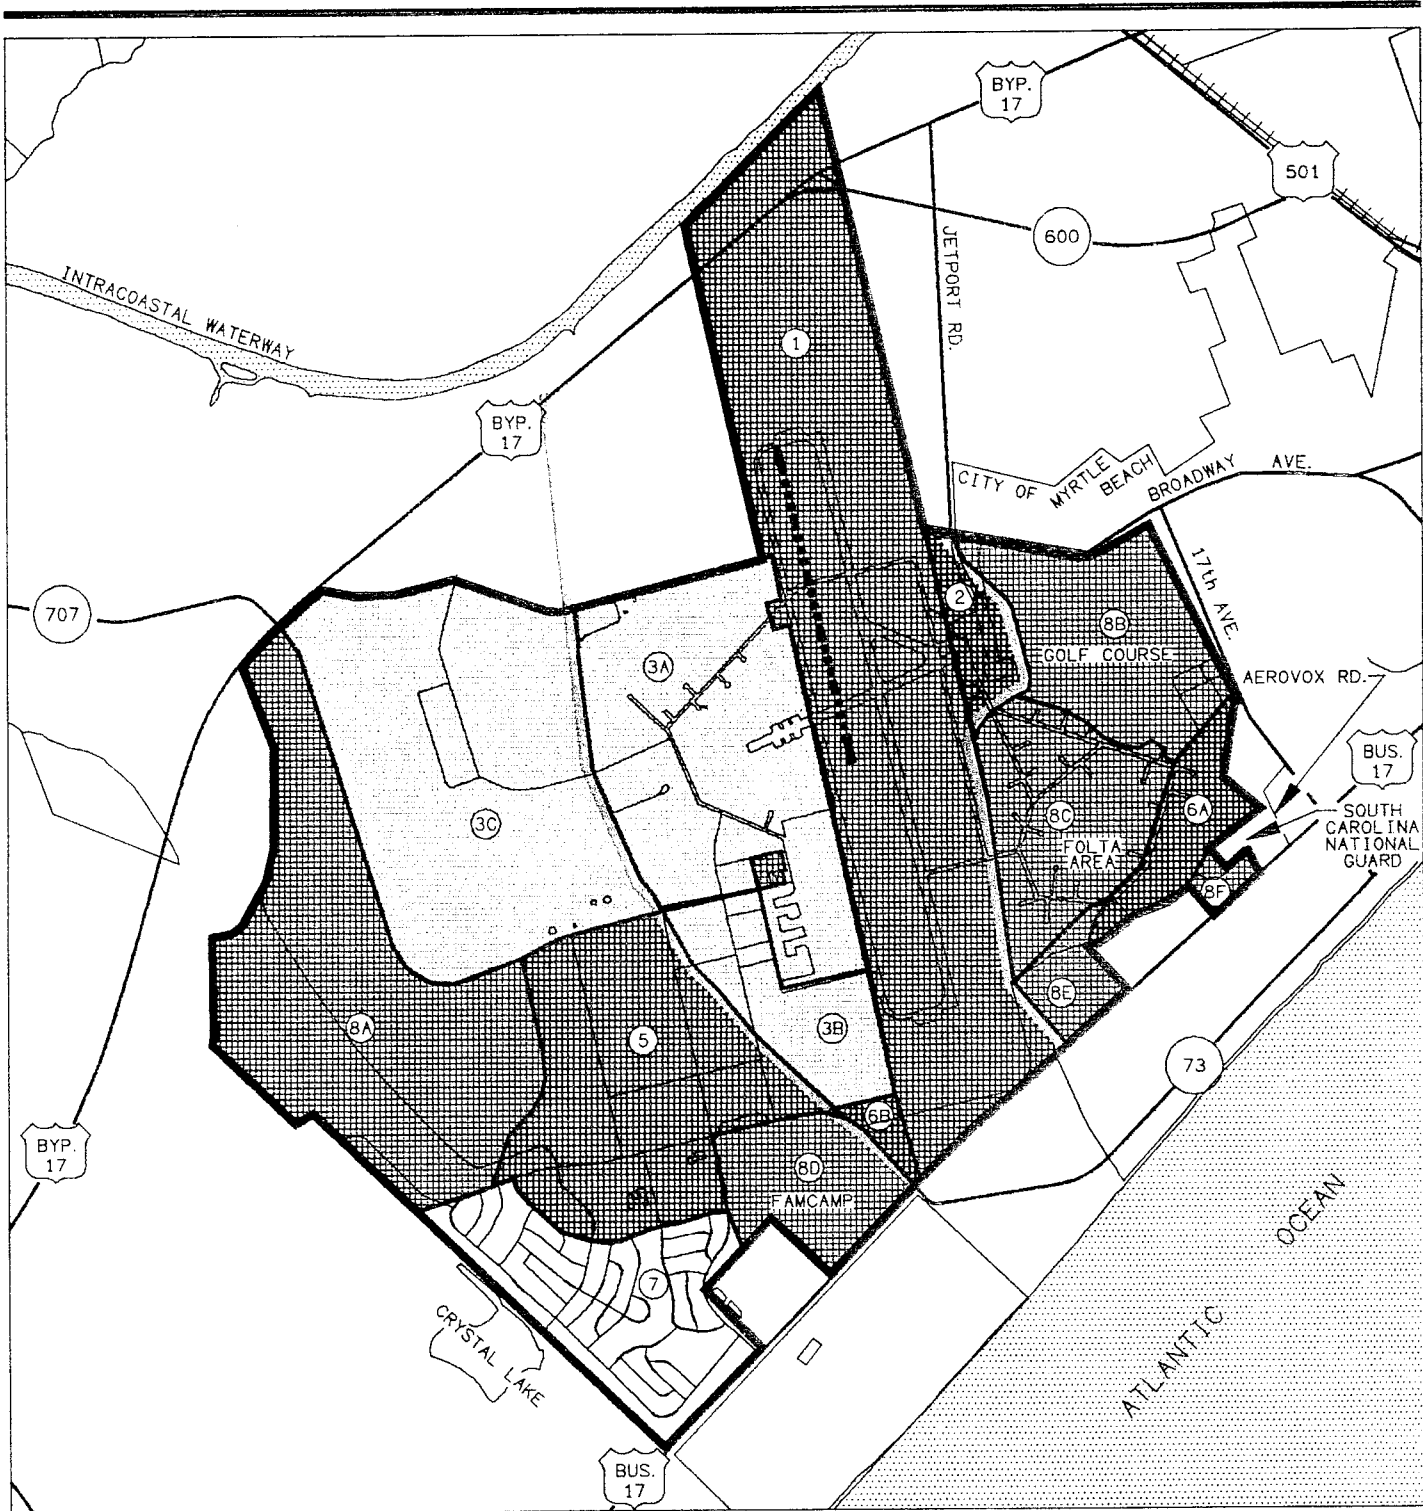 BYP.
17
501
600
JETPORT RD.
INTRACOASTAL WATERWAY
1
BYP.
17
CITY OF MYRTLE
BEACH
BROADWAY AVE.
17th AVE.
707
2
8B
GOLF COURSE
3A
AEROVOX RD.
BUS.
17
3C
8C
6A
SOUTH
CAROLINA
NATIONAL
GUARD
FOLTA
AREA
8F
8E
8A
5
3B
73
6B
BYP.
17
8D
FAMCAMP
7
CRYSTAL LAKE
ATLANTIC OCEAN
BUS.
17